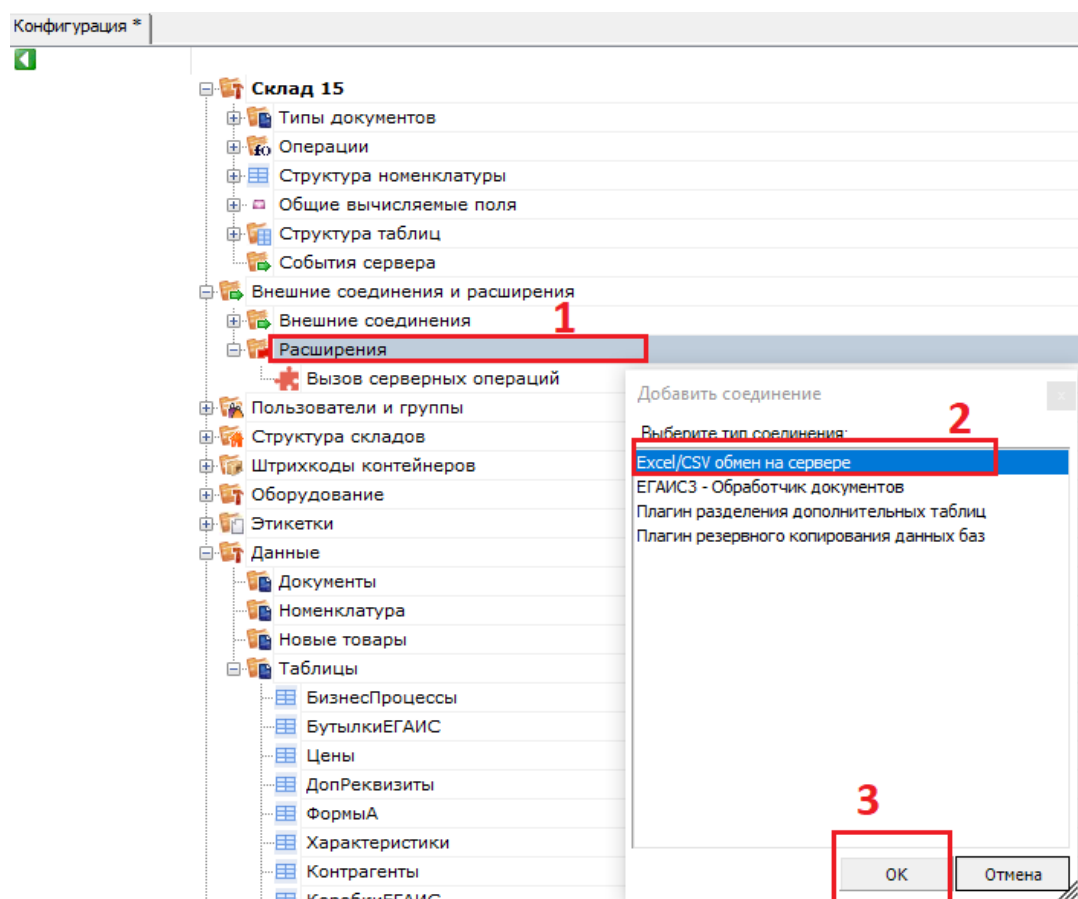 Конфигурация *
Склад 15
Типы документов
Операции
Структура номенклатуры
Общие вычисляемые поля
Структура таблиц
События сервера
Внешние соединения и расширения
Внешние соединения
1
Расширения
Вызов серверных операций
Пользователи и группы
Структура складов
Штрихкоды контейнеров
Оборудование
Этикетки
Данные
Документы
Номенклатура
Новые товары
Таблицы
БизнесПроцессы
БутылкиЕГАИС
Цены
ДопРеквизиты
ФормыА
Характеристики
Контрагенты
КоробкиЕГАИС
Добавить соединение
x
2
Выберите тип соединения:
Excel/CSV обмен на сервере
ЕГАИС3 - Обработчик документов
Плагин разделения дополнительных таблиц
Плагин резервного копирования данных баз
3
ОК
Отмена